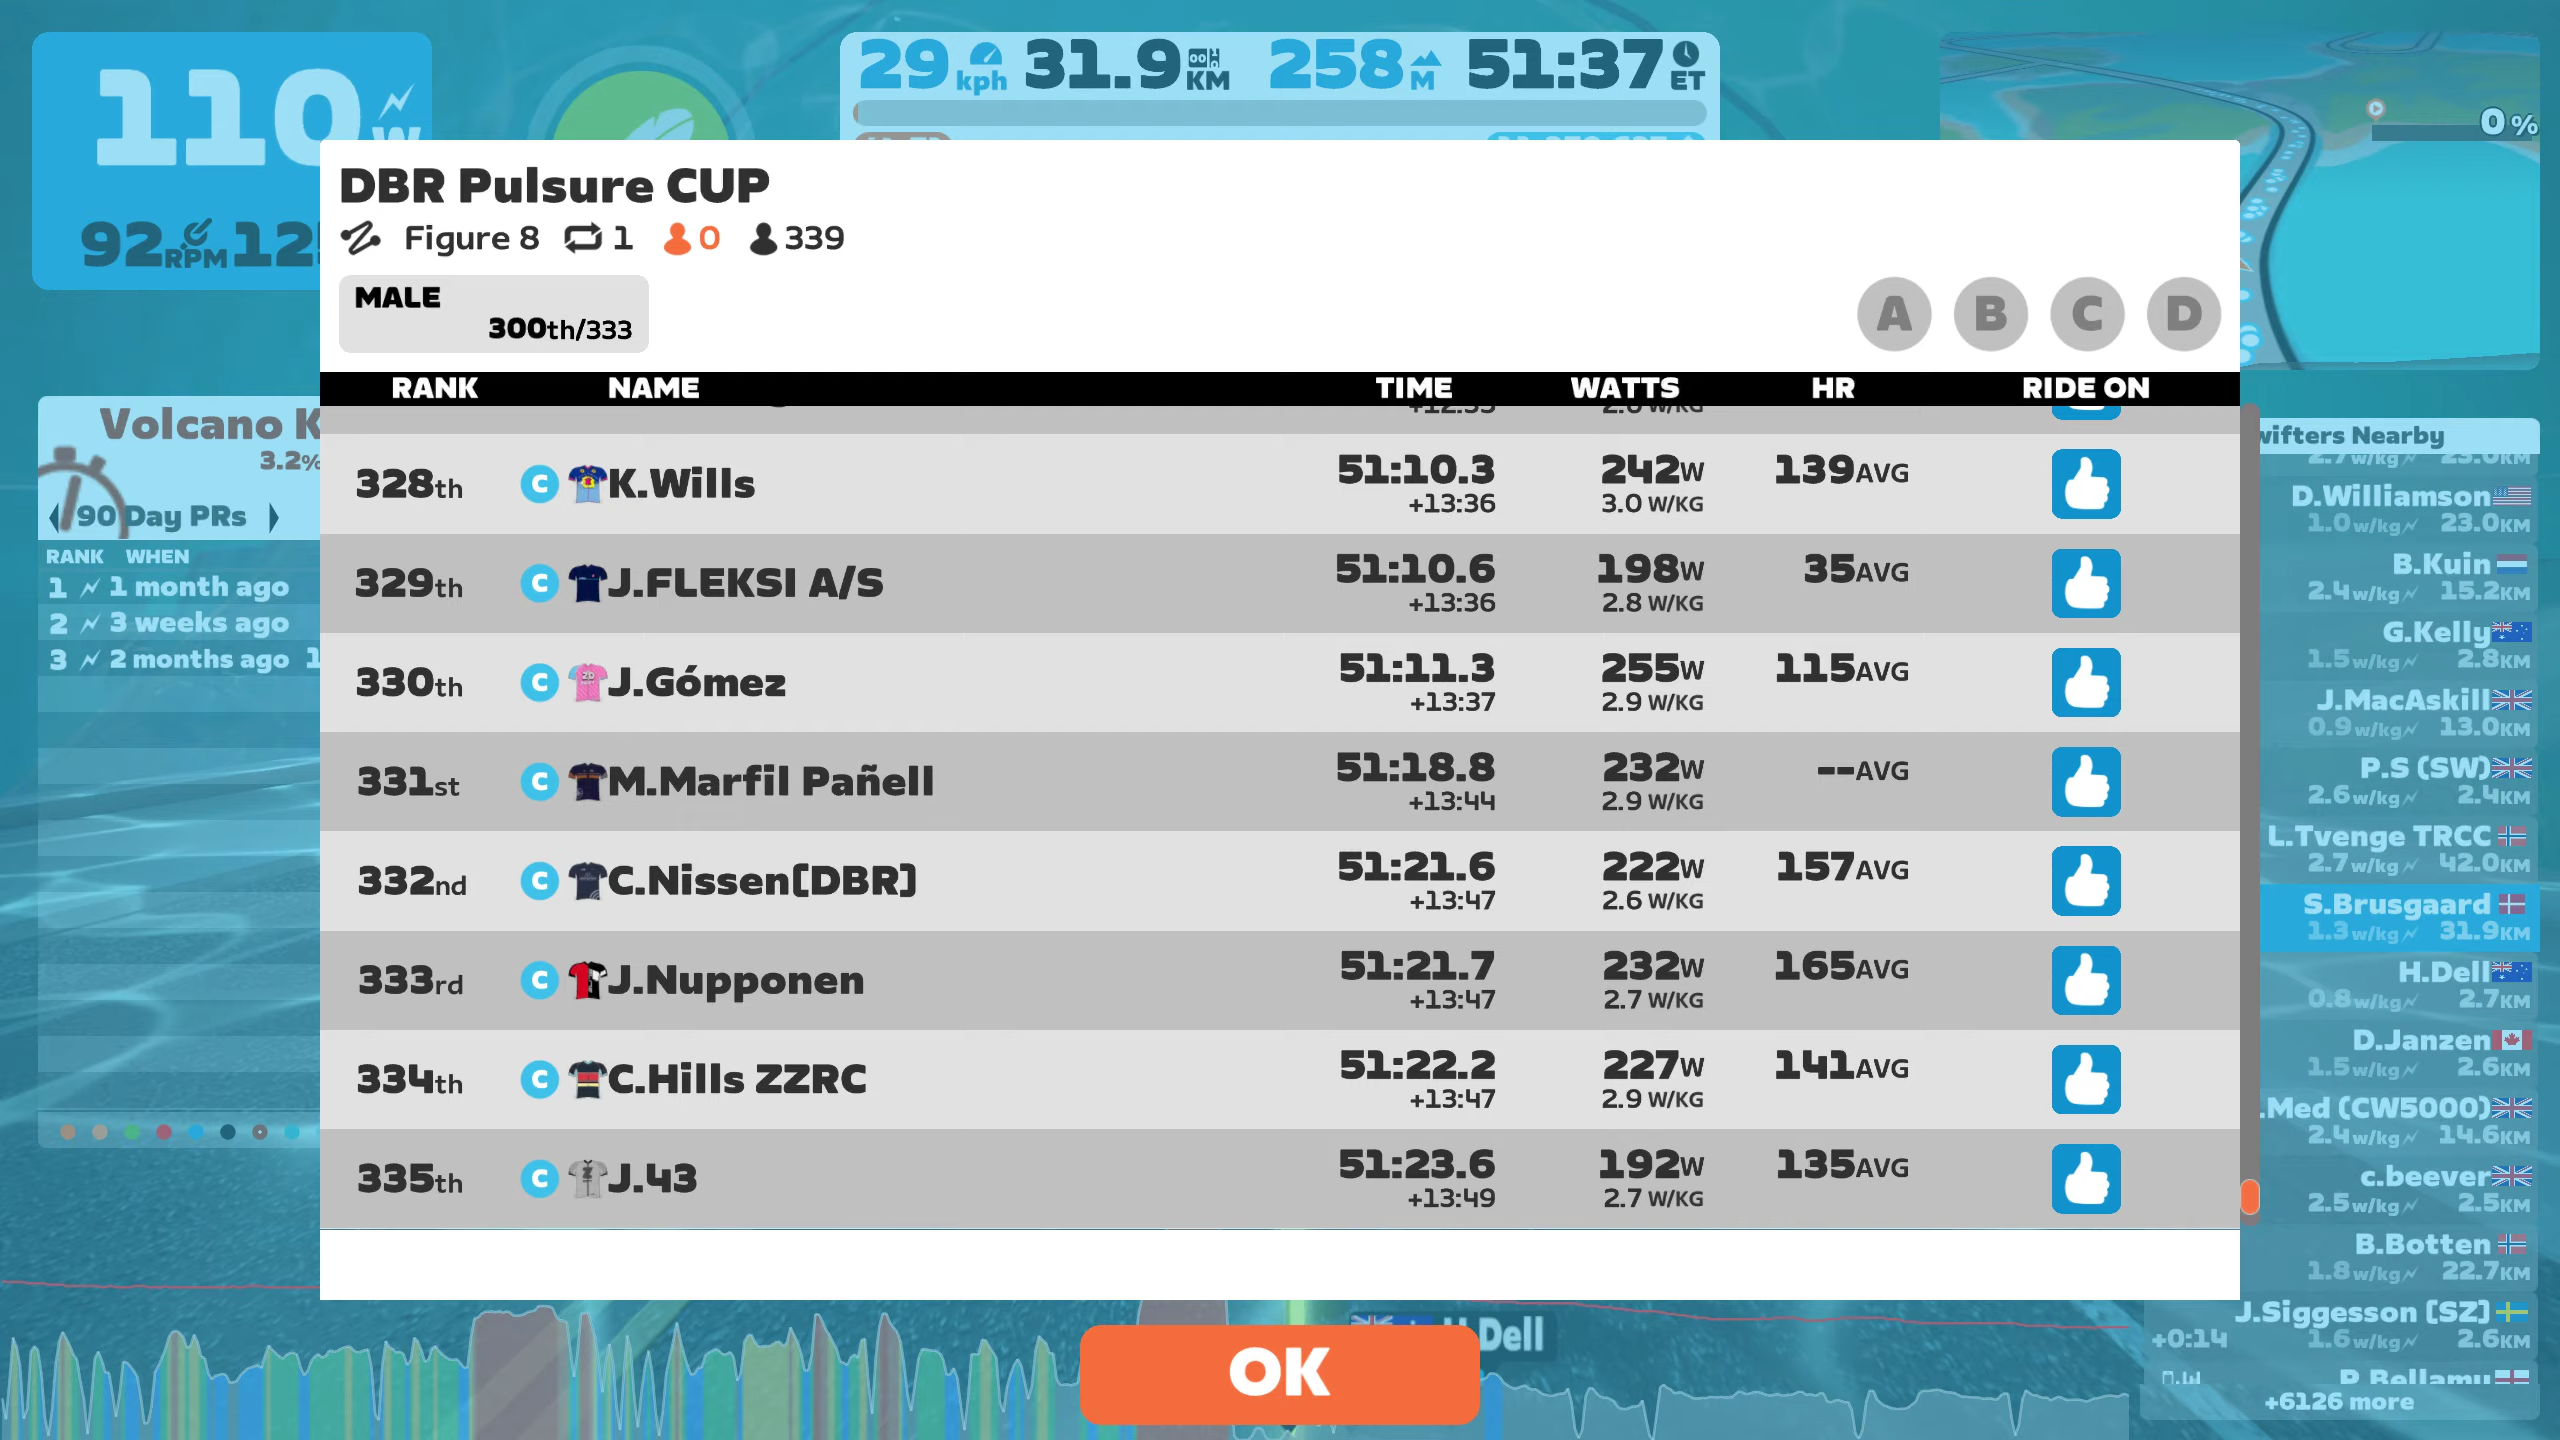 110 W
92RPM 12
29 kph 31.9 KM 258 M 51:37 ET
0 %
DBR Pulsure CUP
Figure 8 1 0 339
MALE
300th/333
A B C D
RANK NAME TIME WATTS HR RIDE ON
328th C K.Wills 51:10.3 242W 139AVG
+13:36 3.0 W/KG
329th C J.FLEKSI A/S 51:10.6 198W 35AVG
+13:36 2.8 W/KG
330th C J.Gómez 51:11.3 255W 115AVG
+13:37 2.9 W/KG
331st C M.Marfil Pañell 51:18.8 232W --AVG
+13:44 2.9 W/KG
332nd C C.Nissen[DBR] 51:21.6 222W 157AVG
+13:47 2.6 W/KG
333rd C J.Nupponen 51:21.7 232W 165AVG
+13:47 2.7 W/KG
334th C C.Hills ZZRC 51:22.2 227W 141AVG
+13:47 2.9 W/KG
335th C J.43 51:23.6 192W 135AVG
+13:49 2.7 W/KG
OK
Volcano K
3.2%
90 Day PRs
RANK WHEN
1 1 month ago
2 3 weeks ago
3 2 months ago 1
wifters Nearby
D.Williamson
1.0w/kg 23.0KM
B.Kuin
2.4w/kg 15.2KM
G.Kelly
1.5w/kg 2.8KM
J.MacAskill
0.9w/kg 13.0KM
P.S (SW)
2.6w/kg 2.4KM
L.Tvenge TRCC
2.7w/kg 42.0KM
S.Brusgaard
1.3w/kg 31.9KM
H.Dell
0.8w/kg 2.7KM
D.Janzen
1.5w/kg 2.6KM
.Med (CW5000)
2.4w/kg 14.6KM
c.beever
2.5w/kg 2.5KM
B.Botten
1.8w/kg 22.7KM
J.Siggesson (SZ)
+0:14 1.6w/kg 2.6KM
P.Bellamy
+6126 more
Dell